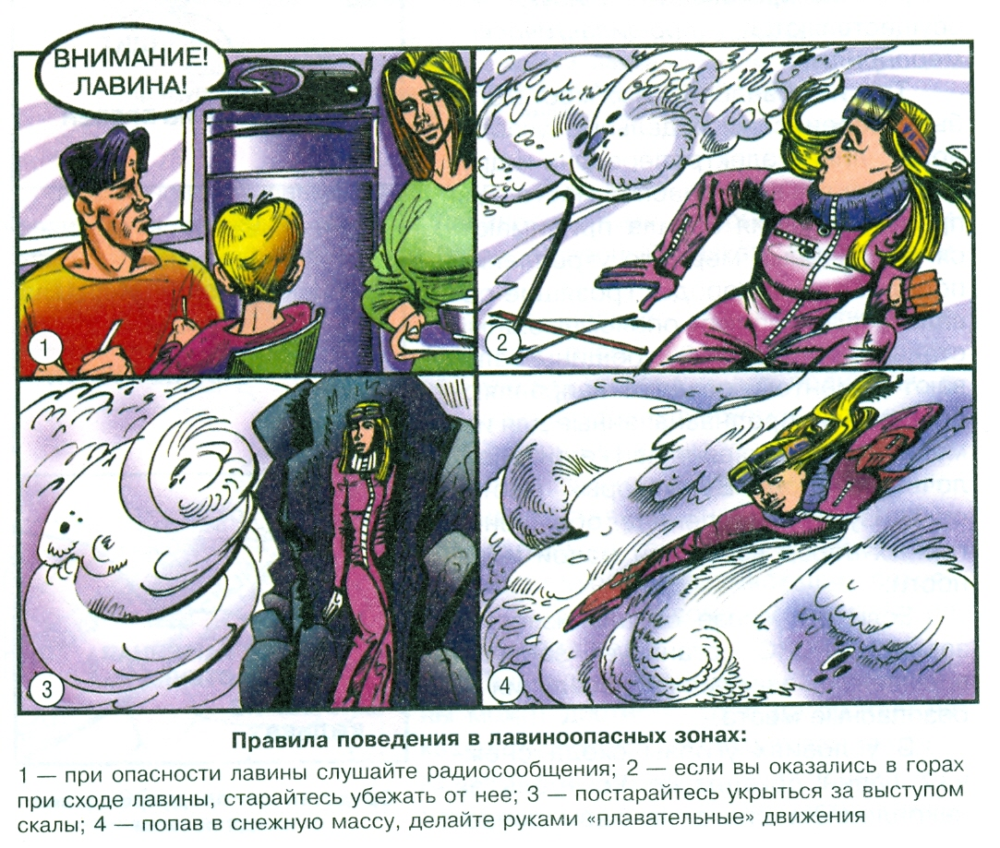 ВНИМАНИЕ!
ЛАВИНА!
1
2
3
4
Правила поведения в лавиноопасных зонах:
1 — при опасности лавины слушайте радиосообщения; 2 — если вы оказались в горах
при сходе лавины, старайтесь убежать от нее; 3 — постарайтесь укрыться за выступом
скалы; 4 — попав в снежную массу, делайте руками «плавательные» движения